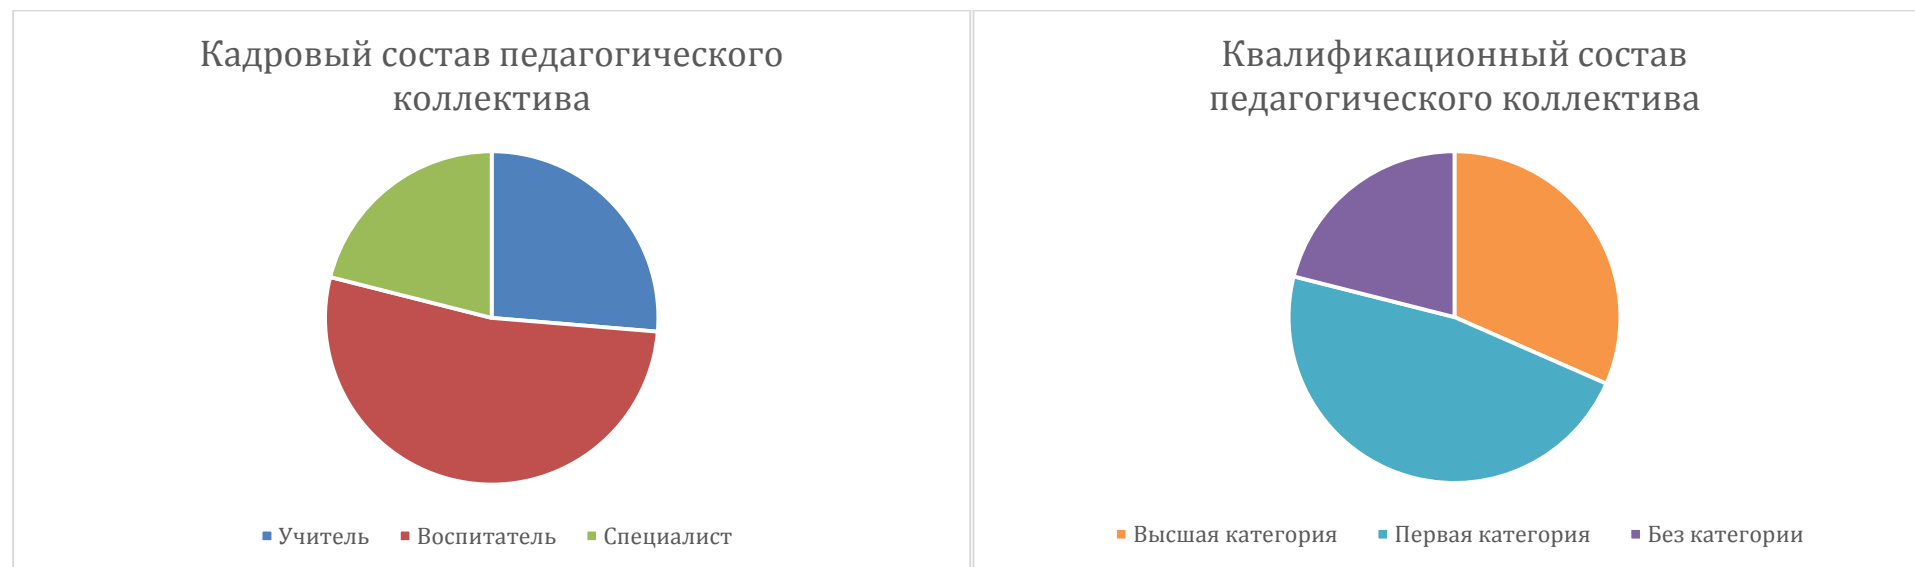 Кадровый состав педагогического
коллектива
Учитель Воспитатель Специалист
Квалификационный состав
педагогического коллектива
Высшая категория Первая категория Без категории